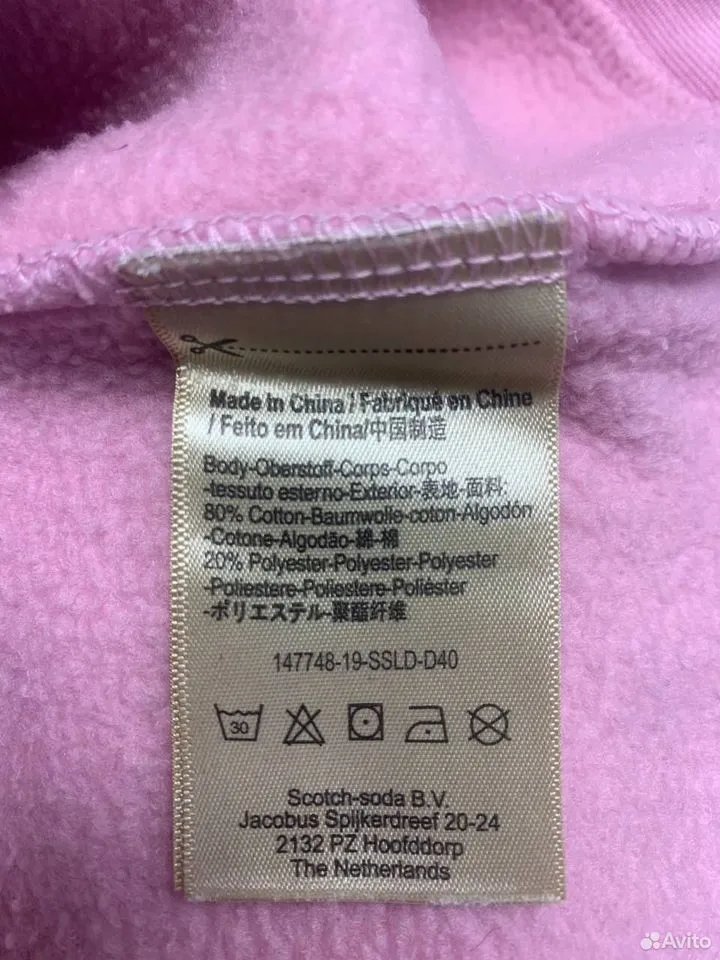 Made in China / Fabriqué en Chine
/ Feito em China/中国制造
Body-Oberstoff-Corps-Corpo
-tessuto esterno-Exterior-表地-面料:
80% Cotton-Baumwolle-coton-Algodón
-Cotone-Algodão-綿-棉
20% Polyester-Polyester-Polyester
-Poliestere-Poliestere-Poliéster
-ポリエステル-聚酯纤维
147748-19-SSLD-D40
30
Scotch-soda B.V.
Jacobus Spijkerdreef 20-24
2132 PZ Hoofddorp
The Netherlands
Avito